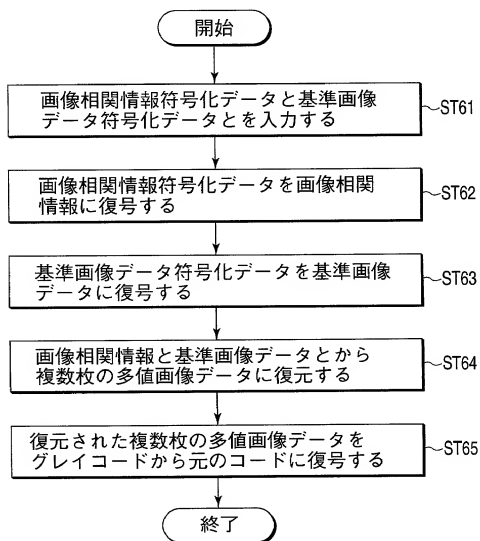 開始
画像相関情報符号化データと基準画像
データ符号化データとを入力する
ST61
画像相関情報符号化データを画像相関
情報に復号する
ST62
基準画像データ符号化データを基準画像
データに復号する
ST63
画像相関情報と基準画像データとから
複数枚の多値画像データに復元する
ST64
復元された複数枚の多値画像データを
グレイコードから元のコードに復号する
ST65
終了